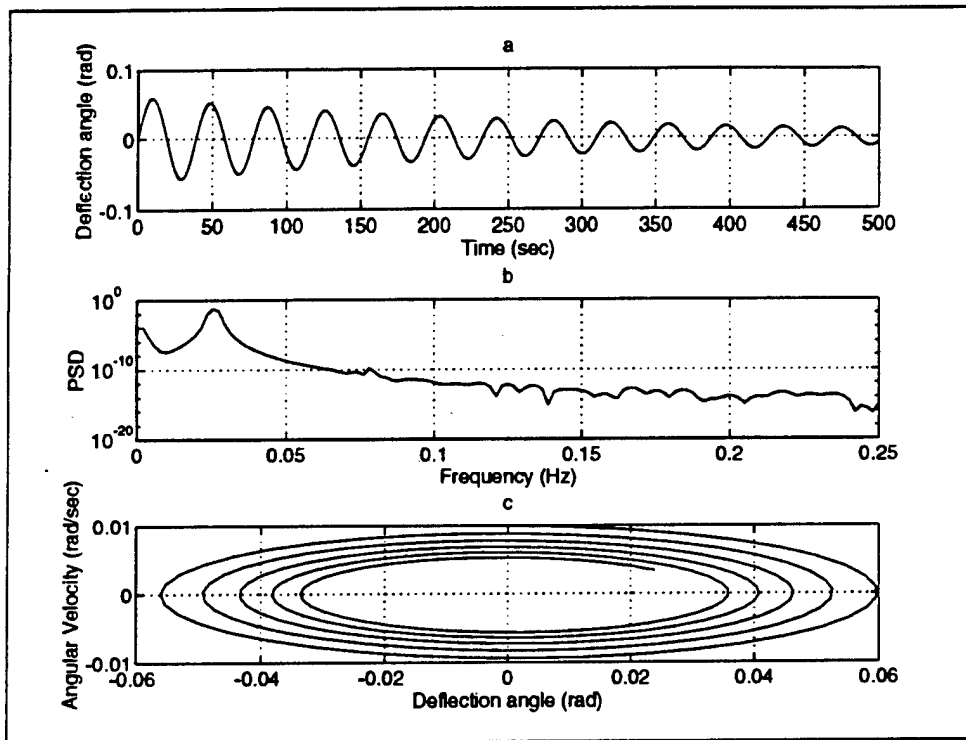 a
Deflection angle (rad)
0.1
0
-0.1
0 50 100 150 200 250 300 350 400 450 500
Time (sec)
b
PSD
10^0
10^-10
10^-20
0 0.05 0.1 0.15 0.2 0.25
Frequency (Hz)
c
Angular Velocity (rad/sec)
0.01
0
-0.01
-0.06 -0.04 -0.02 0 0.02 0.04 0.06
Deflection angle (rad)